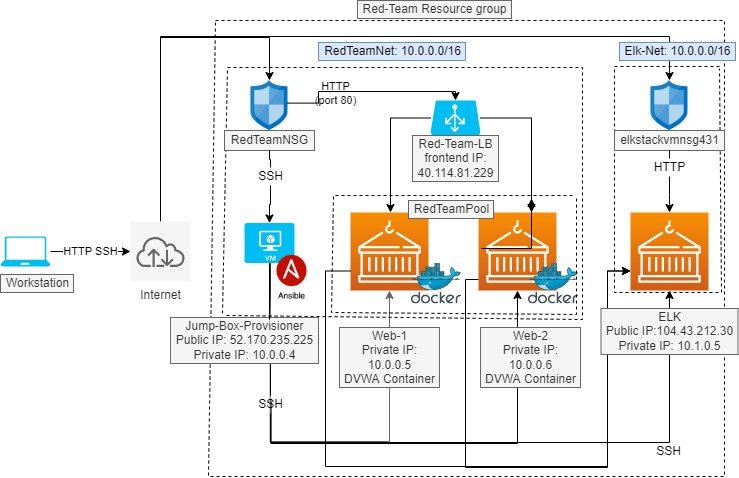 Red-Team Resource group
RedTeamNet: 10.0.0.0/16
Elk-Net: 10.0.0.0/16
HTTP
(port 80)
RedTeamNSG
Red-Team-LB
frontend IP:
40.114.81.229
elkstackvmnsg431
SSH
HTTP
RedTeamPool
HTTP SSH
Workstation
Internet
VM
Ansible
docker
docker
Jump-Box-Provisioner
Public IP: 52.170.235.225
Private IP: 10.0.0.4
Web-1
Private IP:
10.0.0.5
DVWA Container
Web-2
Private IP:
10.0.0.6
DVWA Container
ELK
Public IP:104.43.212.30
Private IP: 10.1.0.5
SSH
SSH